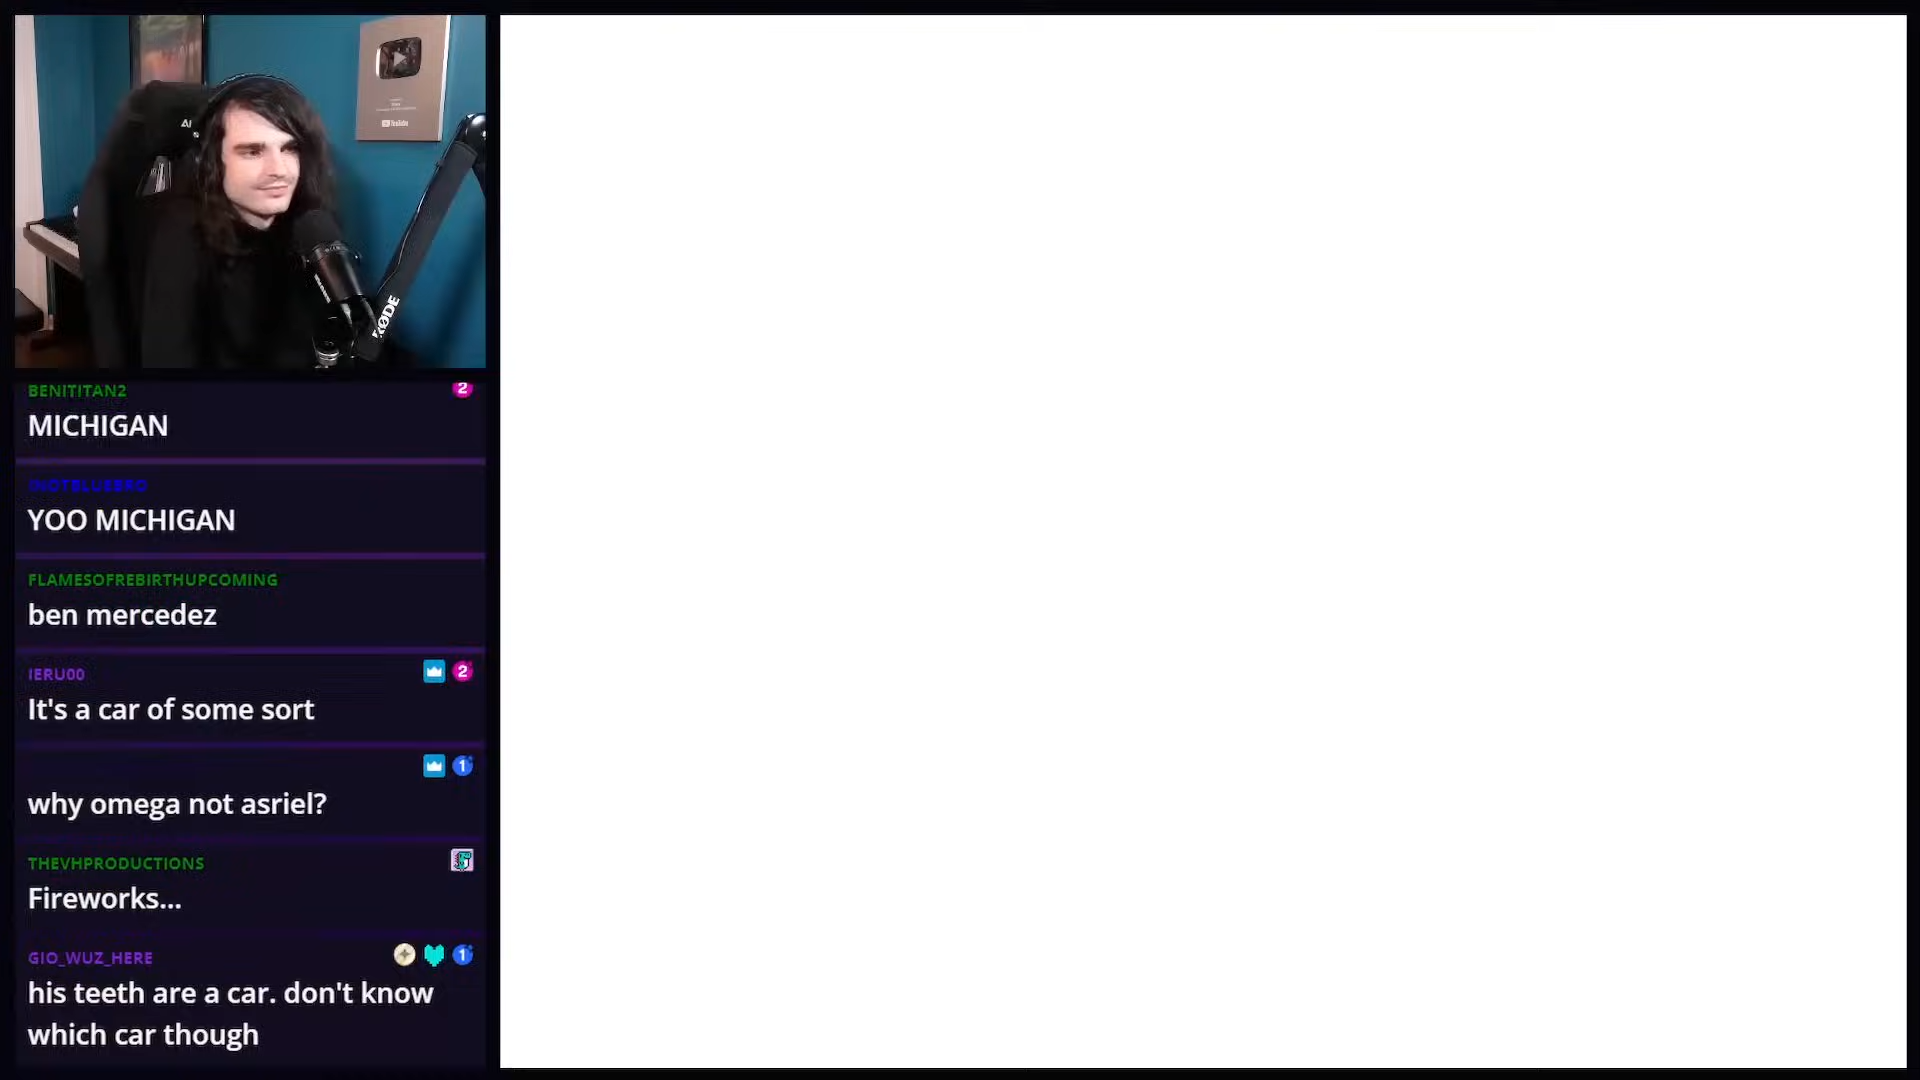 YouTube
RØDE
BENITITAN2
2
MICHIGAN
YOO MICHIGAN
FLAMESOFREBIRTHUPCOMING
ben mercedez
IERU00
2
It's a car of some sort
1
why omega not asriel?
THEVHPRODUCTIONS
Fireworks...
GIO_WUZ_HERE
1
his teeth are a car. don't know
which car though